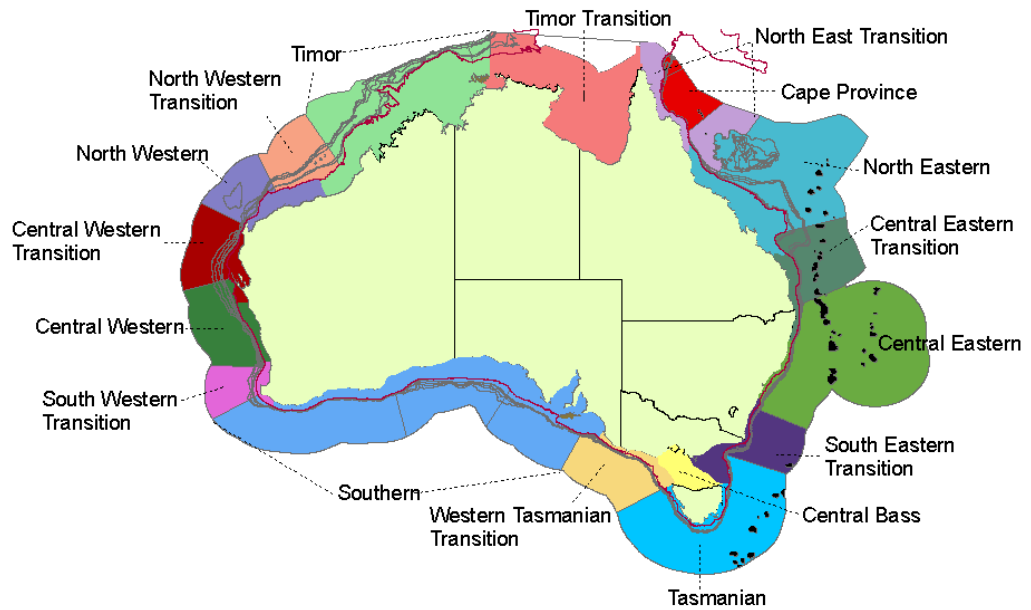 Timor Transition
Timor
North East Transition
North Western
Transition
Cape Province
North Western
North Eastern
Central Western
Transition
Central Eastern
Transition
Central Western
Central Eastern
South Western
Transition
South Eastern
Transition
Southern
Western Tasmanian
Transition
Central Bass
Tasmanian